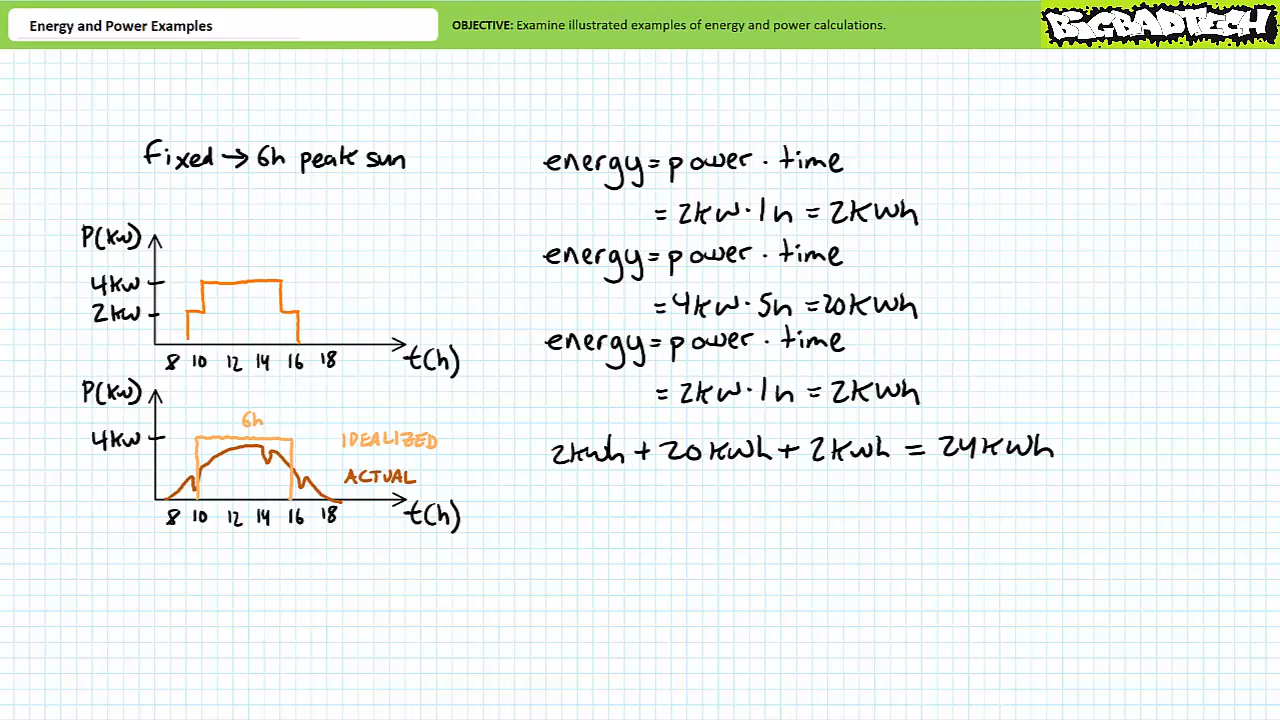 Energy and Power Examples
OBJECTIVE: Examine illustrated examples of energy and power calculations.
BIGBADTECH
fixed → 6h peak sun
P(kw)
4kw
2kw
8 10 12 14 16 18
t(h)
P(kw)
4kw
6h
IDEALIZED
ACTUAL
8 10 12 14 16 18
t(h)
energy = power · time
= 2kw · 1h = 2kwh
energy = power · time
= 4kw · 5h = 20kwh
energy = power · time
= 2kw · 1h = 2kwh
2kwh + 20kwh + 2kwh = 24kwh